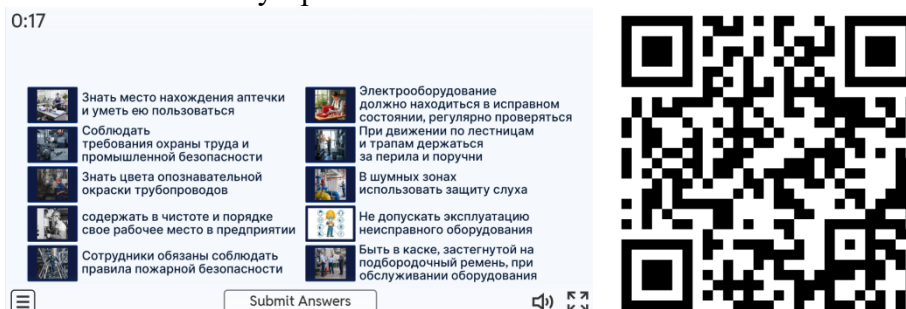 0:17
Знать место нахождения аптечки
и уметь ею пользоваться
Соблюдать
требования охраны труда и
промышленной безопасности
Знать цвета опознавательной
окраски трубопроводов
содержать в чистоте и порядке
свое рабочее место в предприятии
Сотрудники обязаны соблюдать
правила пожарной безопасности
Электрооборудование
должно находиться в исправном
состоянии, регулярно проверяться
При движении по лестницам
и трапам держаться
за перила и поручни
В шумных зонах
использовать защиту слуха
Не допускать эксплуатацию
неисправного оборудования
Быть в каске, застегнутой на
подбородочный ремень, при
обслуживании оборудования
Submit Answers